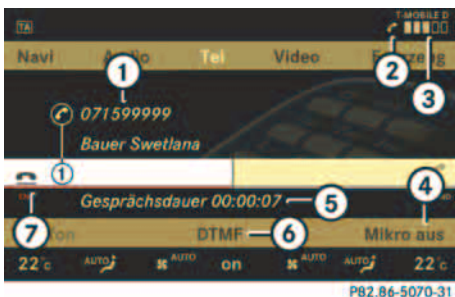 TA
T-MOBILE D
Navi Tel Video
1
2
3
071599999
Bauer Swetlana
1
4
Gesprächsdauer 00:00:07
5
7 DTMF 6 Mikro aus
22°c AUTO AUTO on AUTO AUTO 22°c
P82.86-5070-31